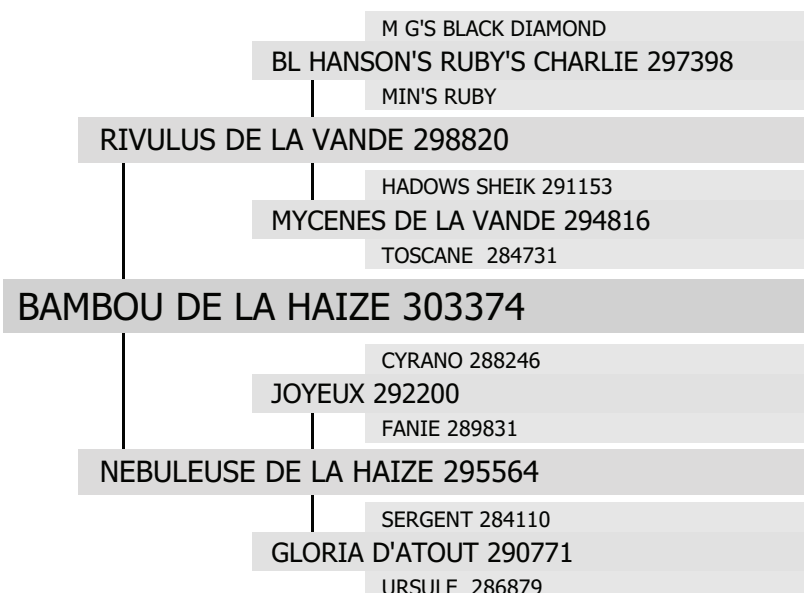 M G'S BLACK DIAMOND
BL HANSON'S RUBY'S CHARLIE 297398
MIN'S RUBY
RIVULUS DE LA VANDE 298820
HADOWS SHEIK 291153
MYCENES DE LA VANDE 294816
TOSCANE 284731
BAMBOU DE LA HAIZE 303374
CYRANO 288246
JOYEUX 292200
FANIE 289831
NEBULEUSE DE LA HAIZE 295564
SERGENT 284110
GLORIA D'ATOUT 290771
URSULE 286879